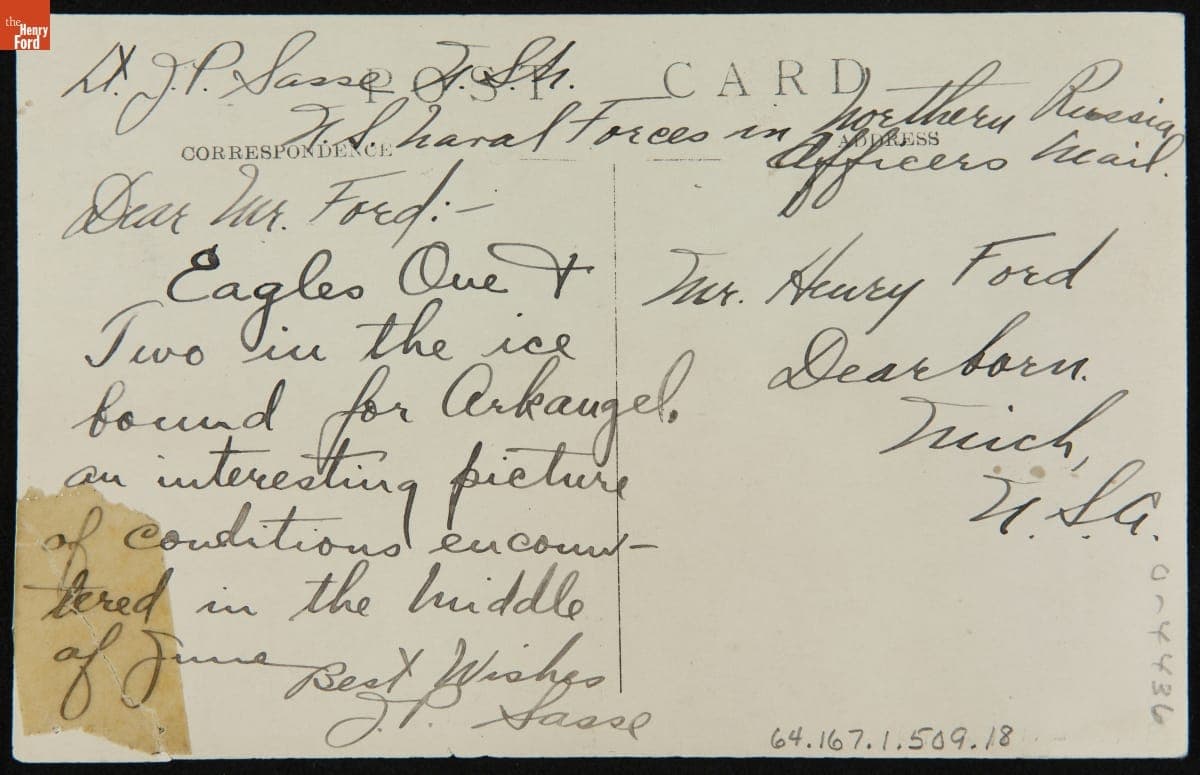 the
Henry
Ford
Lt. J.P. Sasse U.S.N.
POST CARD
U.S. Naval Forces in Northern Russia
CORRESPONDENCE
ADDRESS
Officers Mail.
Dear Mr. Ford:-
Eagles One &
Two in the ice
bound for Arkangel.
an interesting picture
of conditions encoun-
tered in the middle
of June
Best Wishes
J.P. Sasse
Mr. Henry Ford
Dearborn.
Mich,
U.S.A.
0-4436
64.167.1.509.18